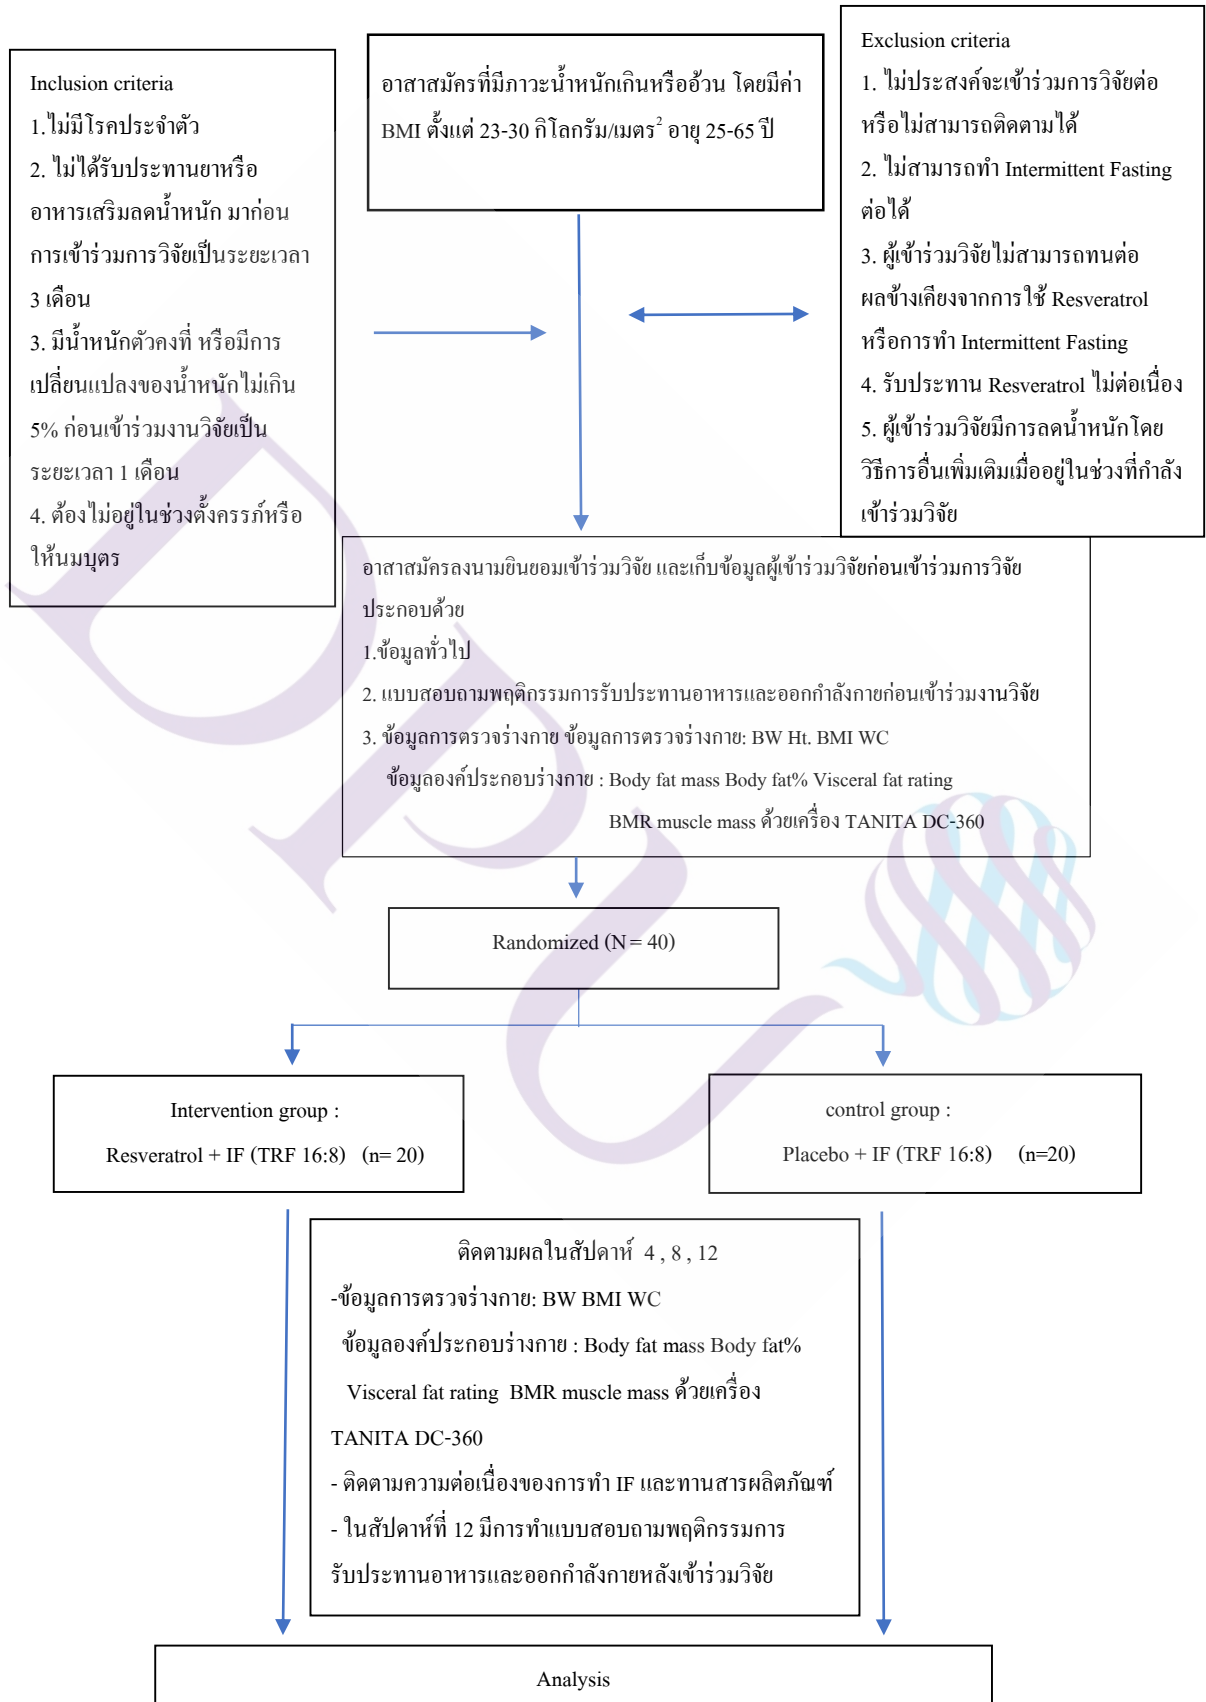 Inclusion criteria
1.ไม่มีโรคประจำตัว
2. ไม่ได้รับประทานยาหรือ
อาหารเสริมลดน้ำหนัก มาก่อน
การเข้าร่วมการวิจัยเป็นระยะเวลา
3 เดือน
3. มีน้ำหนักตัวคงที่ หรือมีการ
เปลี่ยนแปลงของน้ำหนักไม่เกิน
5% ก่อนเข้าร่วมงานวิจัยเป็น
ระยะเวลา 1 เดือน
4. ต้องไม่อยู่ในช่วงตั้งครรภ์หรือ
ให้นมบุตร
อาสาสมัครที่มีภาวะน้ำหนักเกินหรืออ้วน โดยมีค่า
BMI ตั้งแต่ 23-30 กิโลกรัม/เมตร² อายุ 25-65 ปี
Exclusion criteria
1. ไม่ประสงค์จะเข้าร่วมการวิจัยต่อ
หรือไม่สามารถติดตามได้
2. ไม่สามารถทำ Intermittent Fasting
ต่อได้
3. ผู้เข้าร่วมวิจัยไม่สามารถทนต่อ
ผลข้างเคียงจากการใช้ Resveratrol
หรือการทำ Intermittent Fasting
4. รับประทาน Resveratrol ไม่ต่อเนื่อง
5. ผู้เข้าร่วมวิจัยมีการลดน้ำหนักโดย
วิธีการอื่นเพิ่มเติมเมื่ออยู่ในช่วงที่กำลัง
เข้าร่วมวิจัย
อาสาสมัครลงนามยินยอมเข้าร่วมวิจัย และเก็บข้อมูลผู้เข้าร่วมวิจัยก่อนเข้าร่วมการวิจัย
ประกอบด้วย
1.ข้อมูลทั่วไป
2. แบบสอบถามพฤติกรรมการรับประทานอาหารและออกกำลังกายก่อนเข้าร่วมงานวิจัย
3. ข้อมูลการตรวจร่างกาย ข้อมูลการตรวจร่างกาย: BW Ht. BMI WC
ข้อมูลองค์ประกอบร่างกาย : Body fat mass Body fat% Visceral fat rating
BMR muscle mass ด้วยเครื่อง TANITA DC-360
Randomized (N = 40)
Intervention group :
Resveratrol + IF (TRF 16:8) (n= 20)
control group :
Placebo + IF (TRF 16:8) (n=20)
ติดตามผลในสัปดาห์ 4 , 8 , 12
-ข้อมูลการตรวจร่างกาย: BW BMI WC
ข้อมูลองค์ประกอบร่างกาย : Body fat mass Body fat%
Visceral fat rating BMR muscle mass ด้วยเครื่อง
TANITA DC-360
- ติดตามความต่อเนื่องของการทำ IF และทานสารผลิตภัณฑ์
- ในสัปดาห์ที่ 12 มีการทำแบบสอบถามพฤติกรรมการ
รับประทานอาหารและออกกำลังกายหลังเข้าร่วมวิจัย
Analysis
DPU